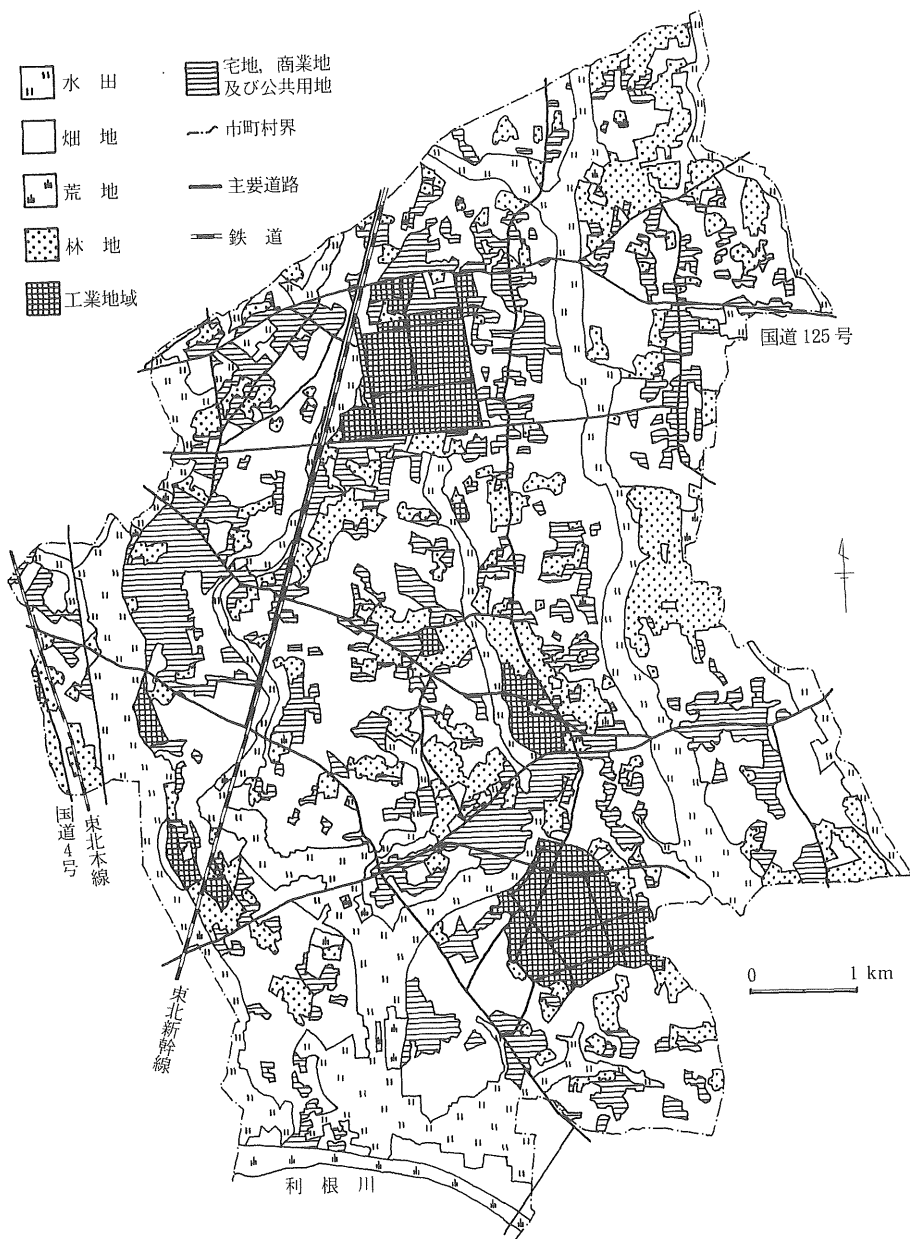 水 田
畑 地
荒 地
林 地
工業地域
宅地，商業地
及び公共用地
市町村界
主要道路
鉄 道
国道125号
国道4号
東北本線
東北新幹線
0 1 km
利 根 川